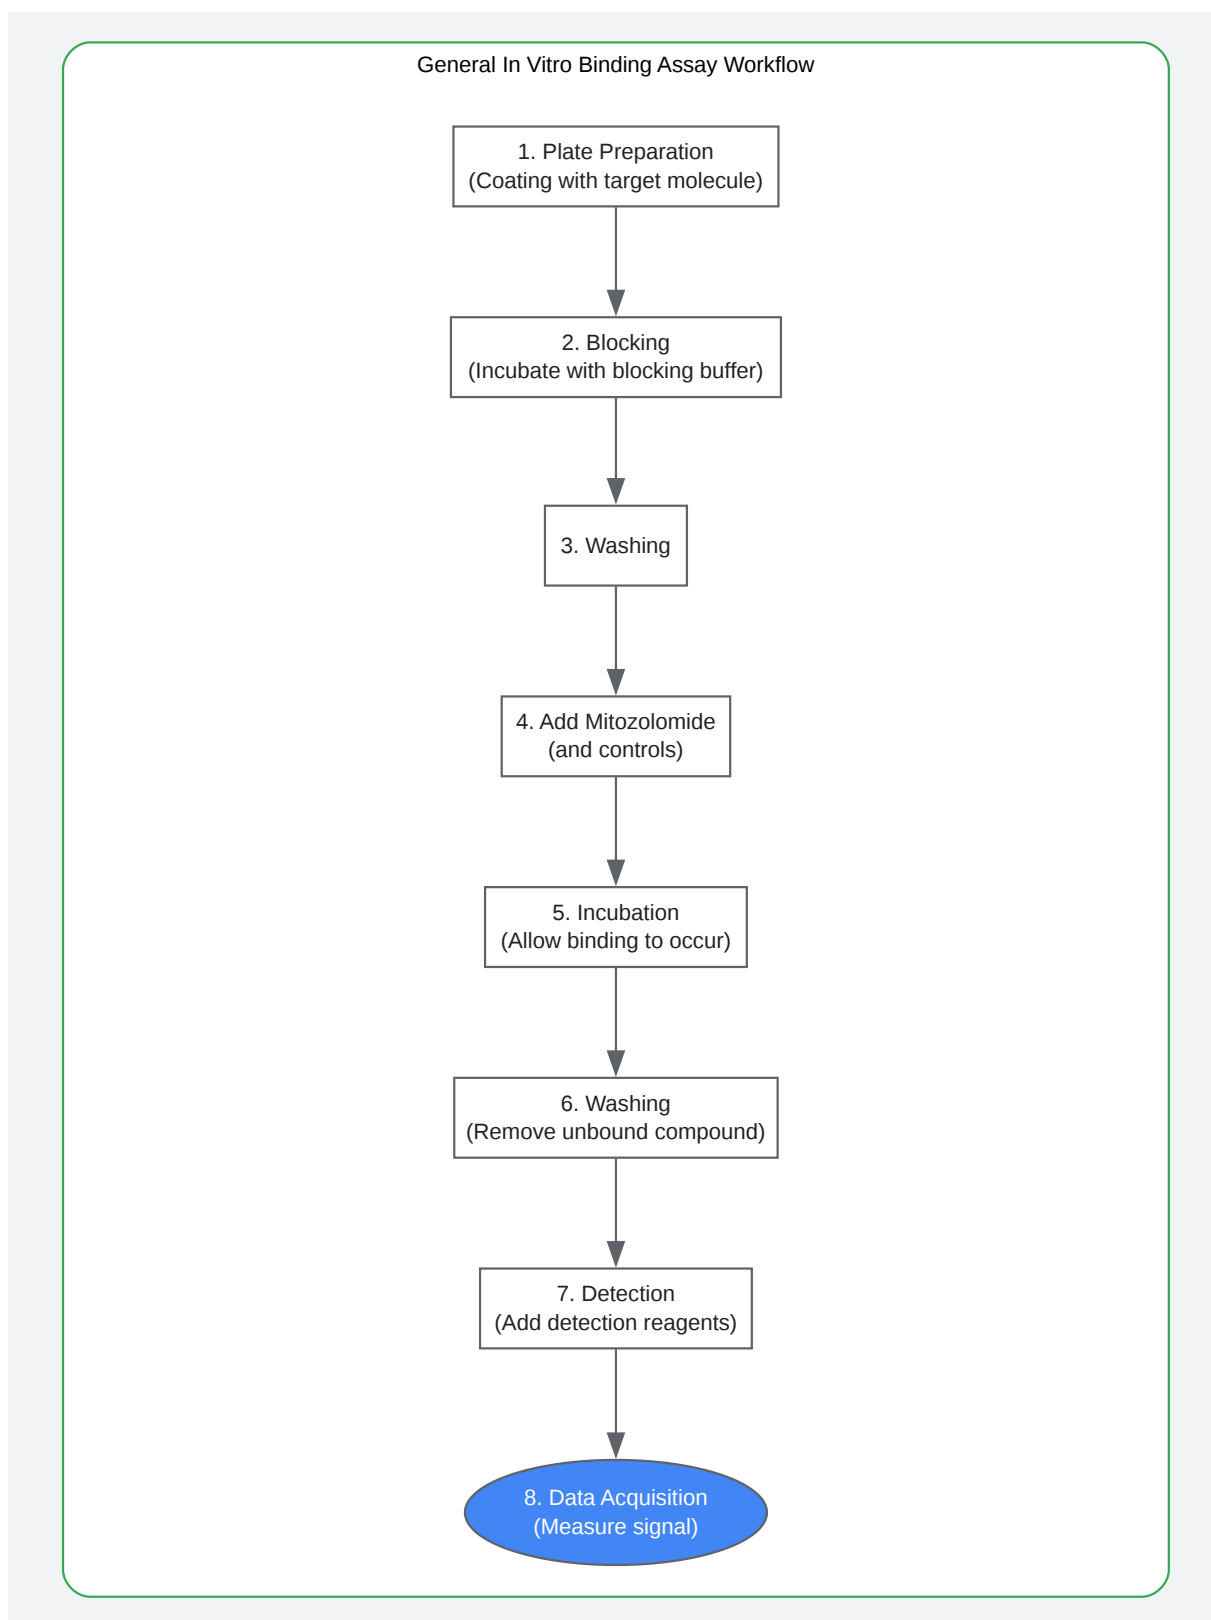 General In Vitro Binding Assay Workflow
1. Plate Preparation
(Coating with target molecule)
2. Blocking
(Incubate with blocking buffer)
3. Washing
4. Add Mitozolomide
(and controls)
5. Incubation
(Allow binding to occur)
6. Washing
(Remove unbound compound)
7. Detection
(Add detection reagents)
8. Data Acquisition
(Measure signal)